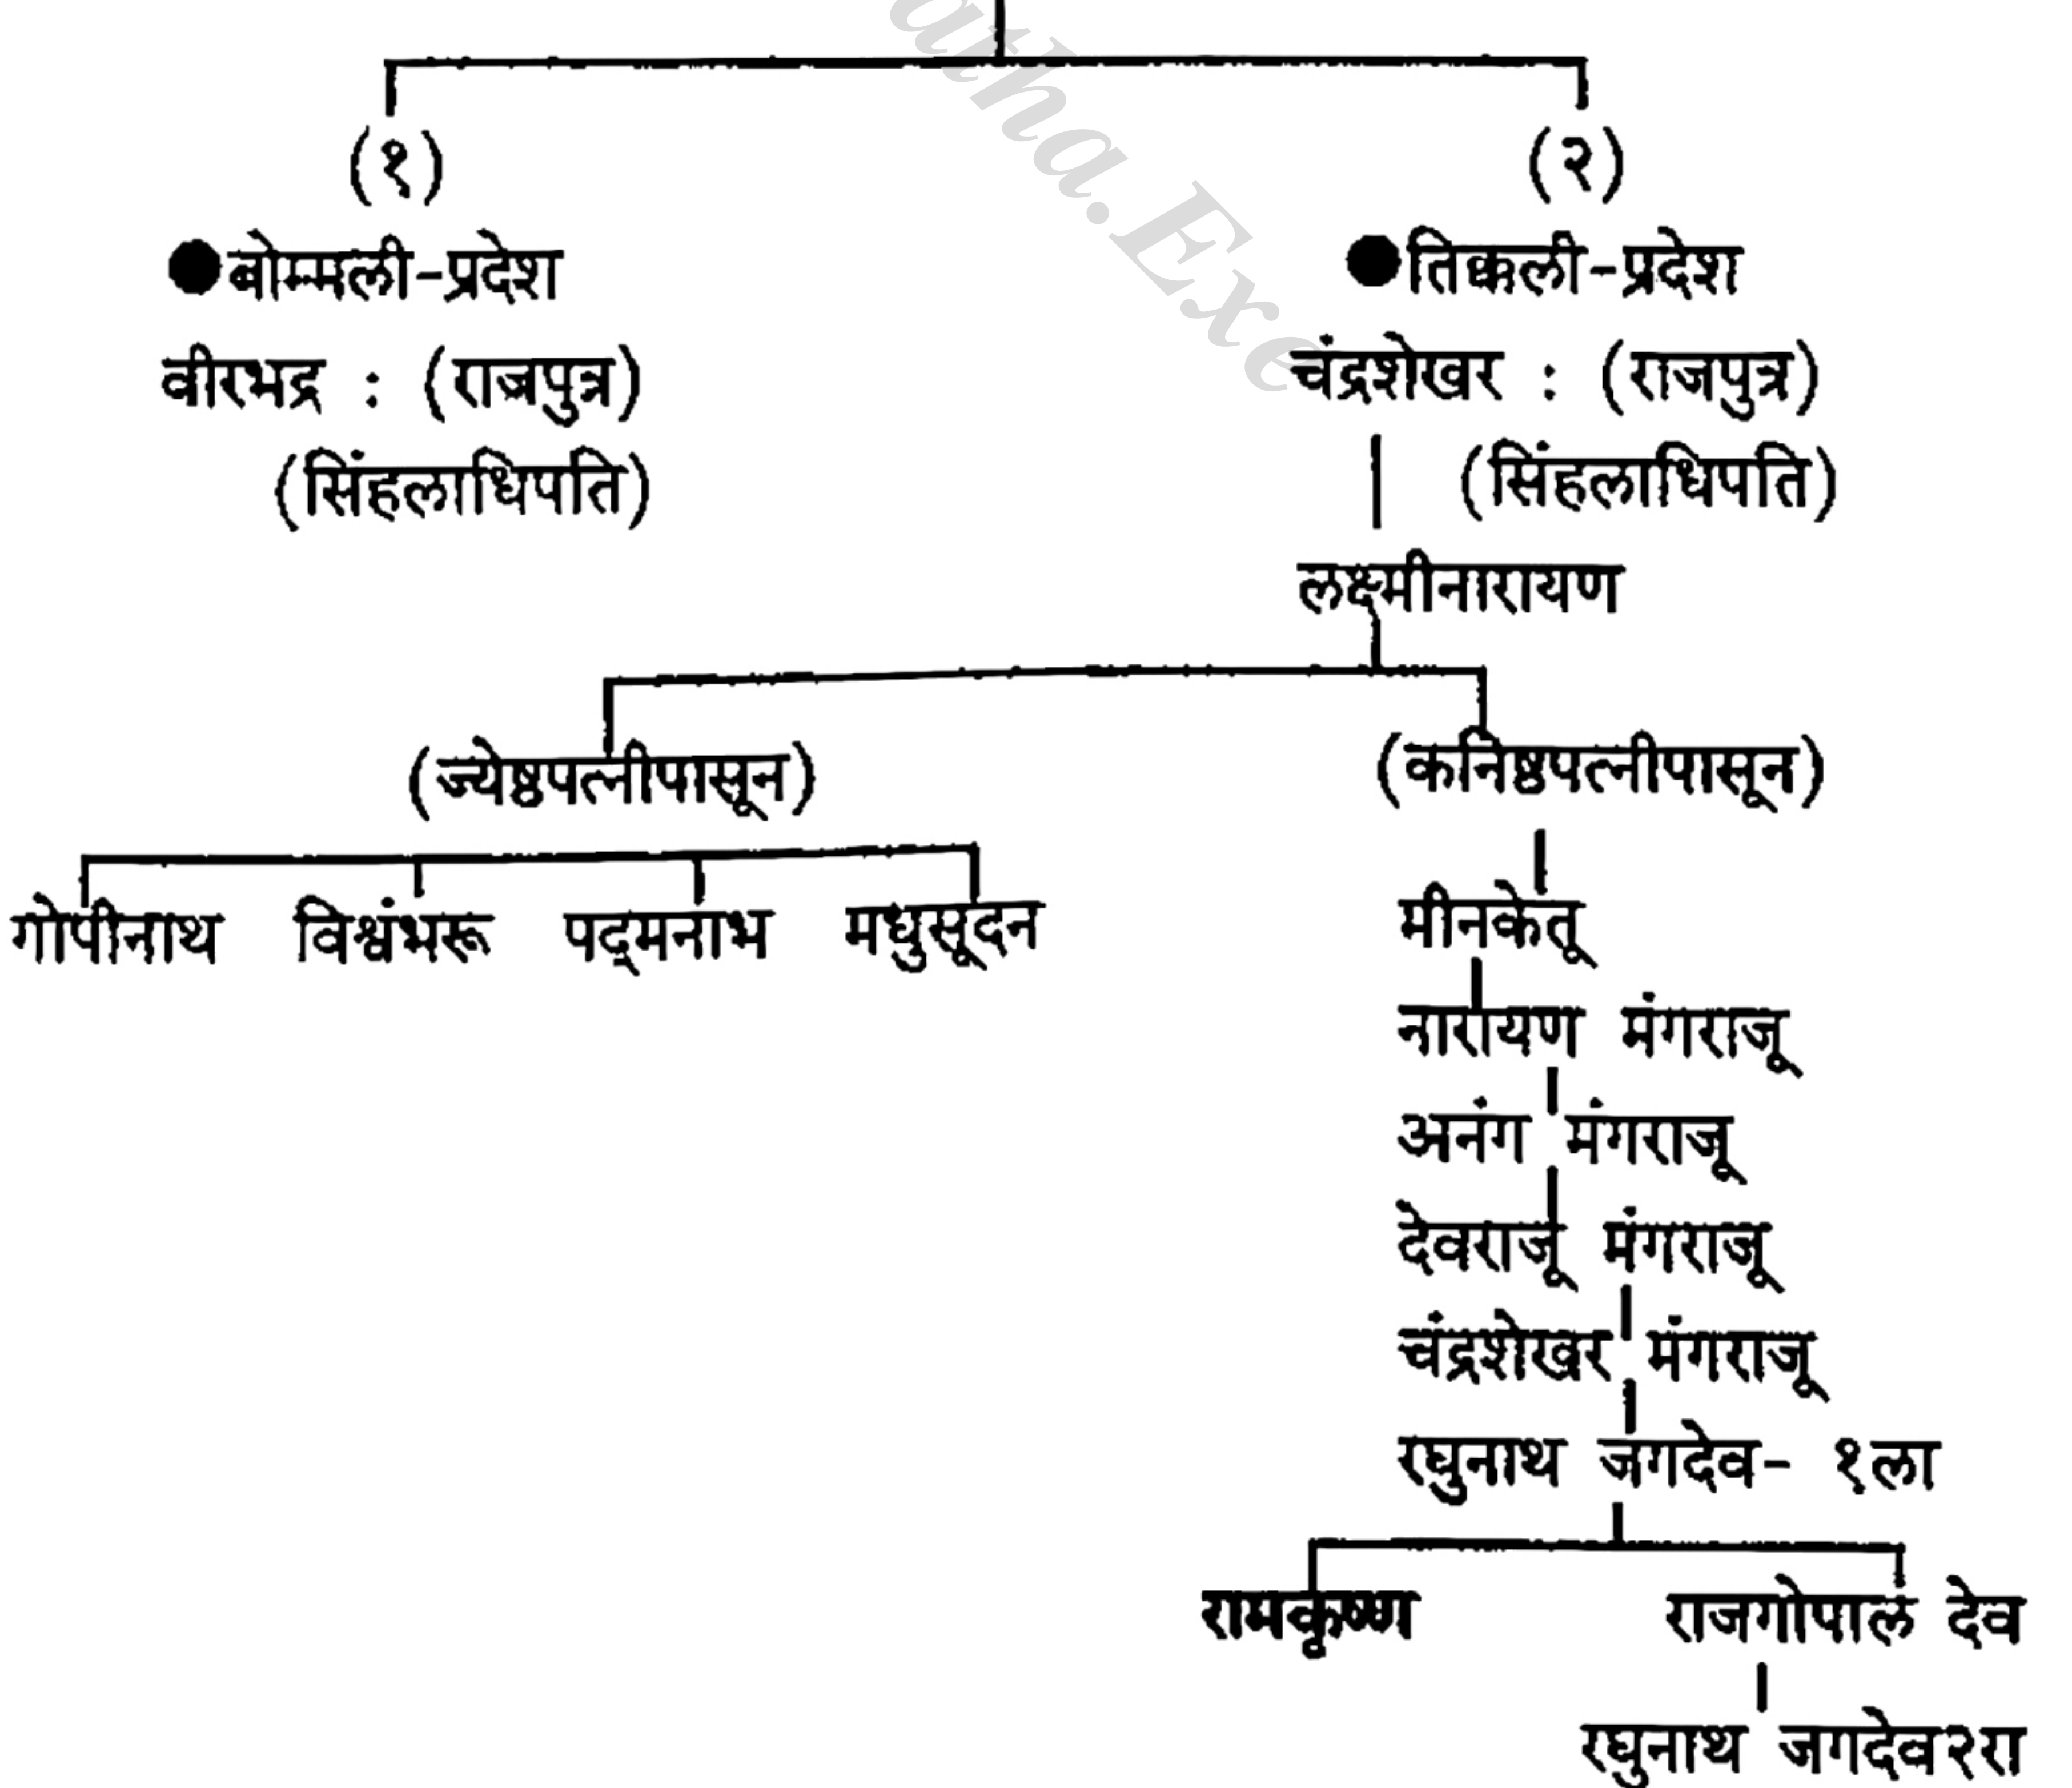 (१) (२)
●बोम्मली-प्रदेश ●तिक्कली-प्रदेश
वीरभद्र : (राजपुत्र) चंद्रशेखर : (राजपुत्र)
(सिंहलाधिपति) (सिंहलाधिपति)
लक्ष्मीनारायण
(ज्येष्ठपत्नीपासून) (कनिष्ठपत्नीपासून)
गोपीनाथ विश्वंभरू पद्मनाभ मधुसूदन मीनकेतू
नारायण मंगराजू
अनंग मंगराजू
देवराजू मंगराजू
चंद्रशेखर मंगराजू
रघुनाथ जगदेव- १ला
रामकृष्ण राजगोपाल देव
रघुनाथ जगदेव२रा
atha.Exe